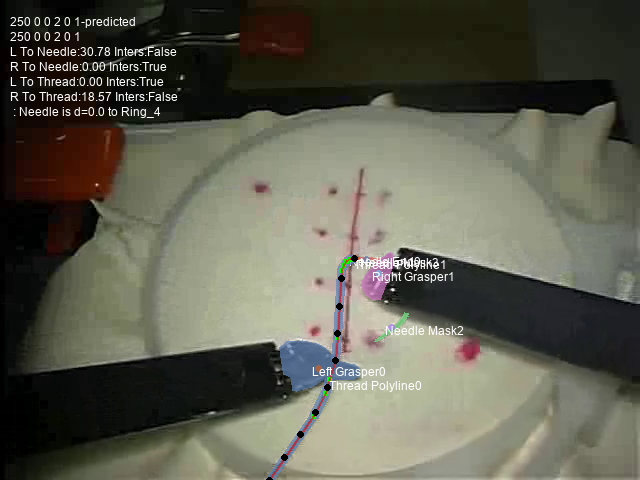 250 0 0 2 0 1-predicted
250 0 0 2 0 1
L To Needle:30.78 Inters:False
R To Needle:0.00 Inters:True
L To Thread:0.00 Inters:True
R To Thread:18.57 Inters:False
: Needle is d=0.0 to Ring_4
Thread Polyline1
Right Grasper1
Needle Mask2
Left Grasper0
Thread Polyline0